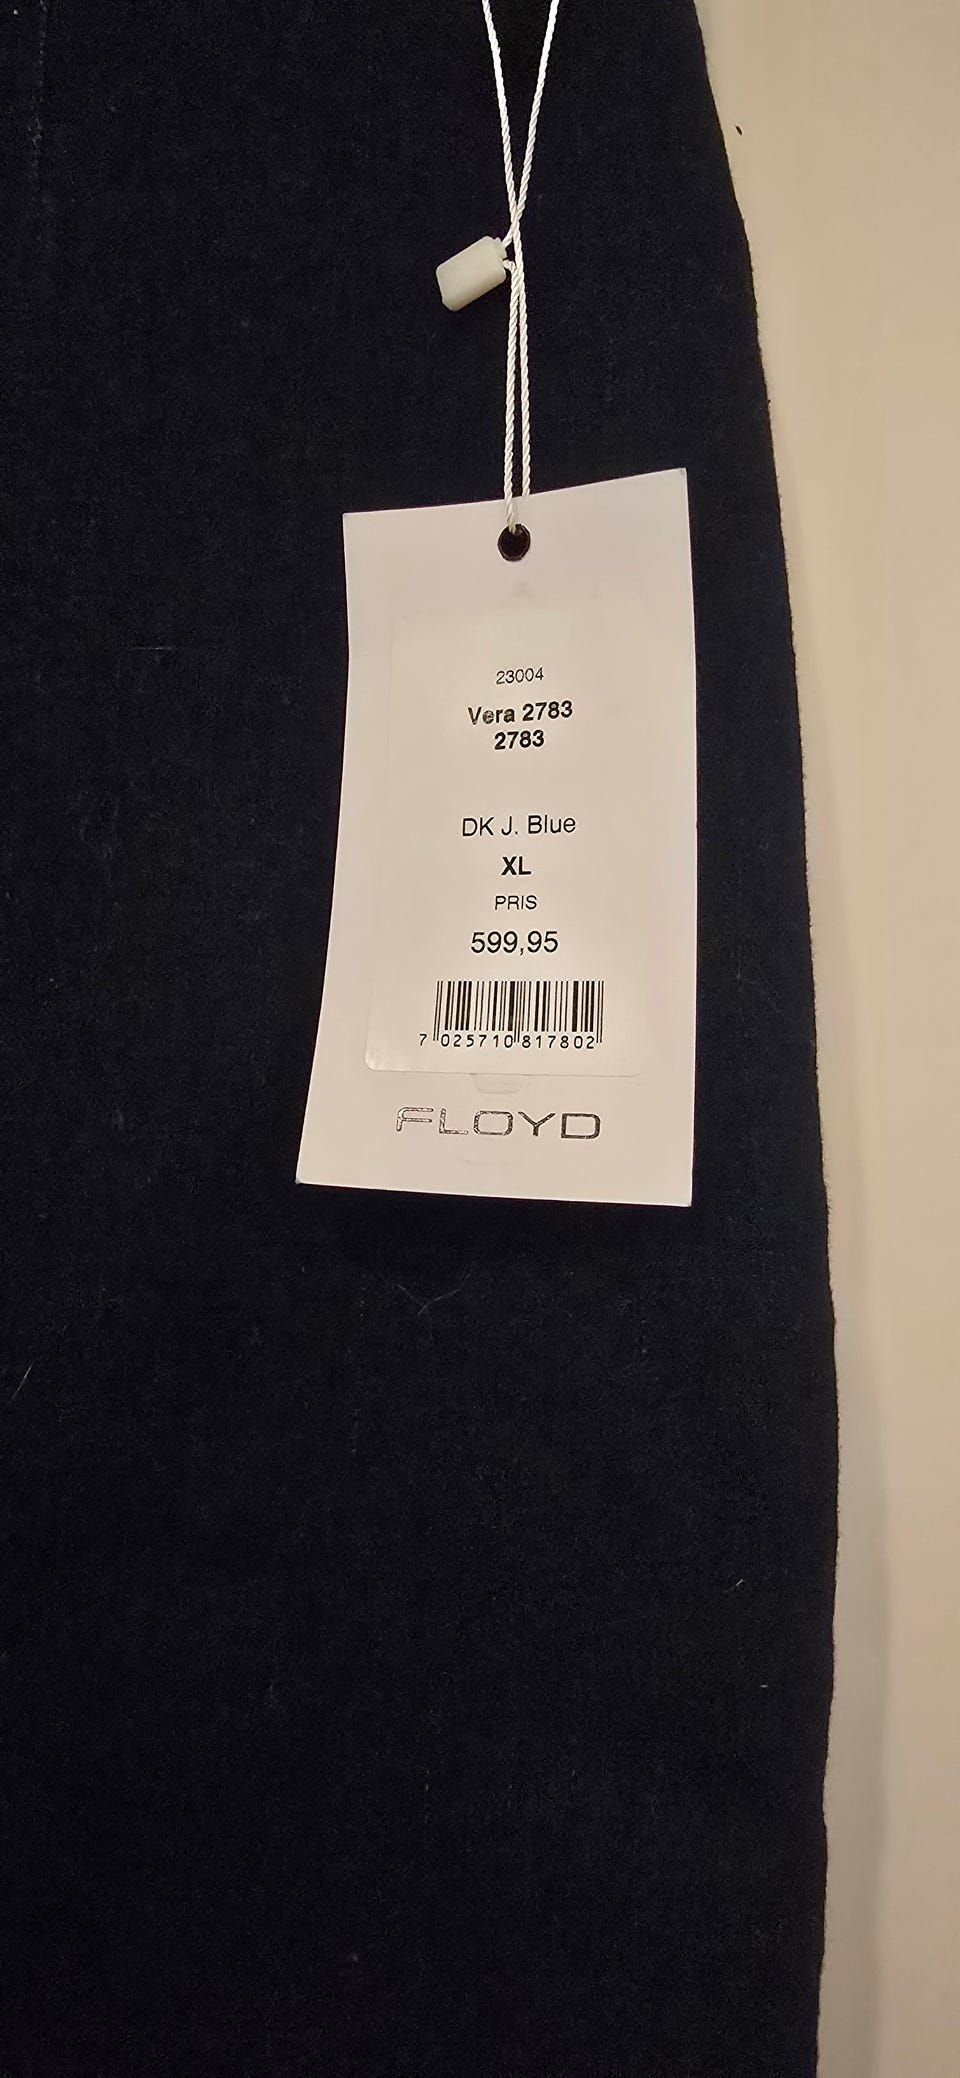 23004
Vera 2783
2783
DK J. Blue
XL
PRIS
599,95
7 025710 817802
FLOYD